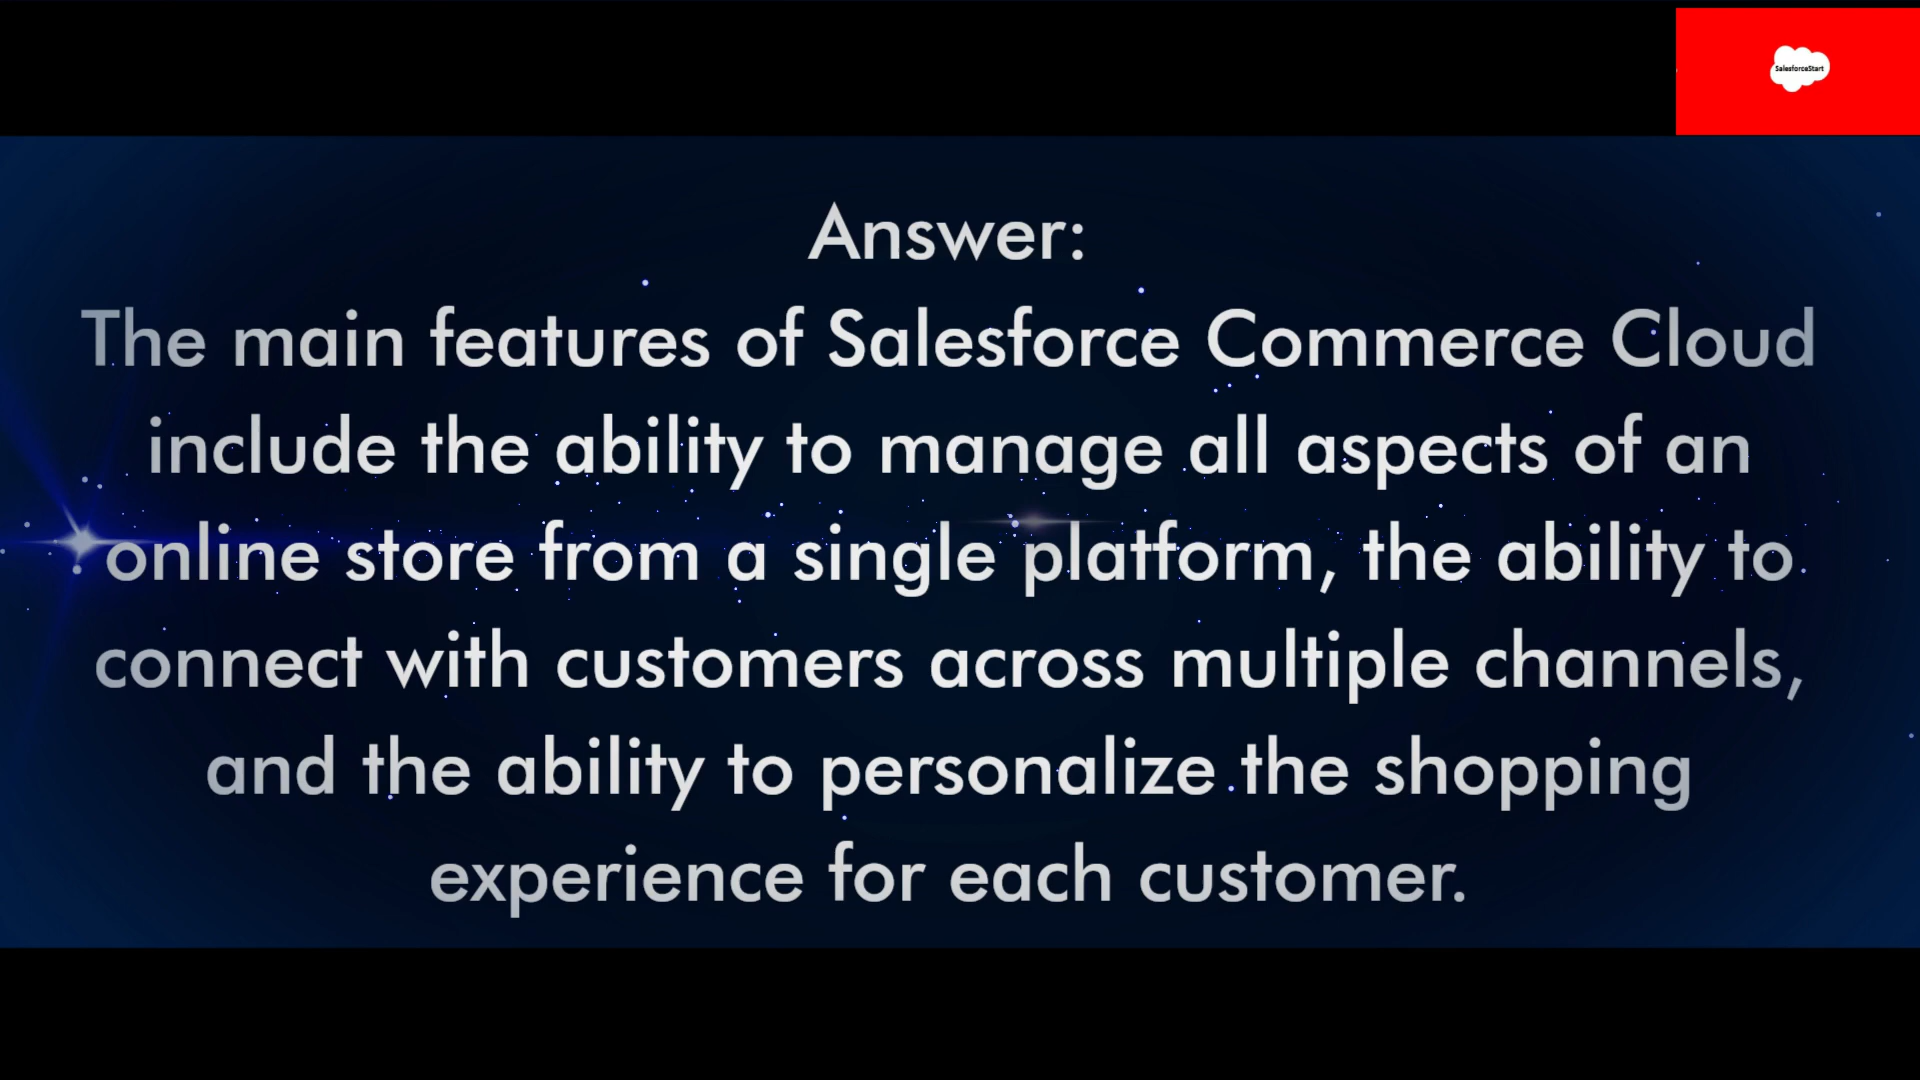 SalesforceStart
Answer:
The main features of Salesforce Commerce Cloud
include the ability to manage all aspects of an
online store from a single platform, the ability to
connect with customers across multiple channels,
and the ability to personalize the shopping
experience for each customer.